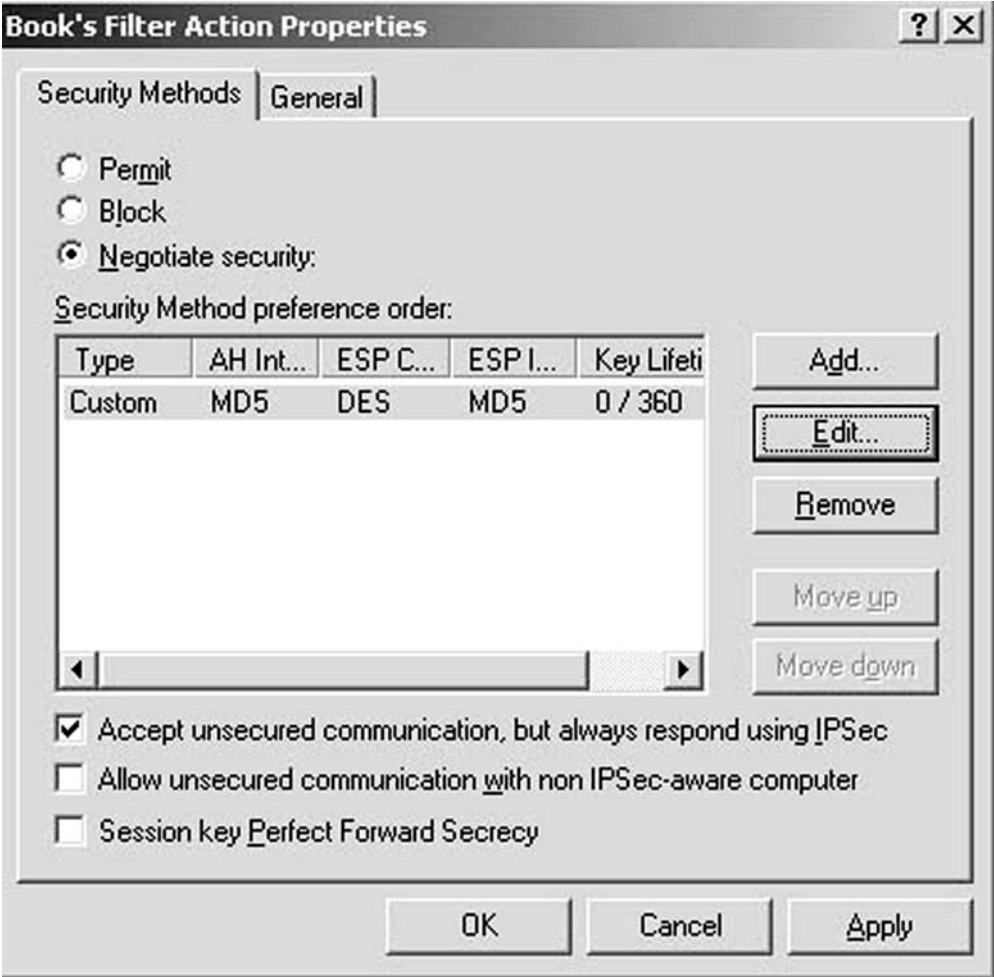 Book's Filter Action Properties
? X
Security Methods General
Permit
Block
Negotiate security:
Security Method preference order:
Type AH Int... ESP C... ESP I... Key Lifeti
Custom MD5 DES MD5 0 / 360
Add...
Edit...
Remove
Move up
Move down
Accept unsecured communication, but always respond using IPSec
Allow unsecured communication with non IPSec-aware computer
Session key Perfect Forward Secrecy
OK Cancel Apply